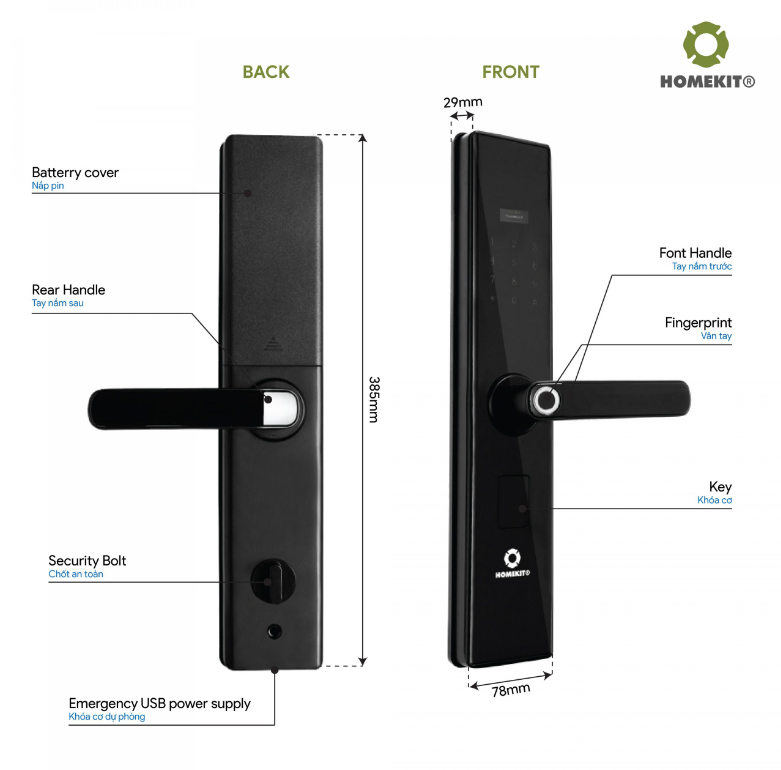 HOMEKIT®
BACK
FRONT
29mm
Batterry cover
Nắp pin
Rear Handle
Tay nắm sau
385mm
Security Bolt
Chốt an toàn
Emergency USB power supply
Khóa cơ dự phòng
Font Handle
Tay nắm trước
Fingerprint
Vân tay
Key
Khóa cơ
HOMEKIT®
78mm